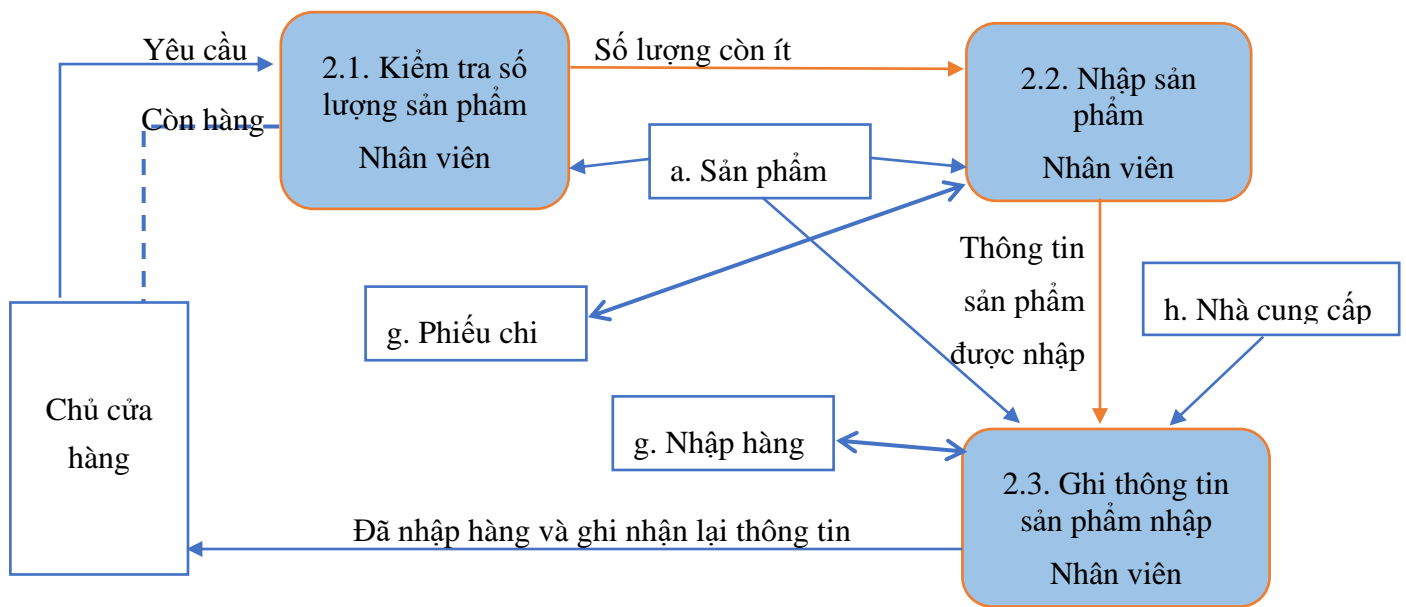 Yêu cầu
2.1. Kiểm tra số
lượng sản phẩm
Nhân viên
Số lượng còn ít
2.2. Nhập sản
phẩm
Nhân viên
Còn hàng
a. Sản phẩm
Thông tin
sản phẩm
được nhập
g. Phiếu chi
h. Nhà cung cấp
Chủ cửa
hàng
g. Nhập hàng
2.3. Ghi thông tin
sản phẩm nhập
Nhân viên
Đã nhập hàng và ghi nhận lại thông tin